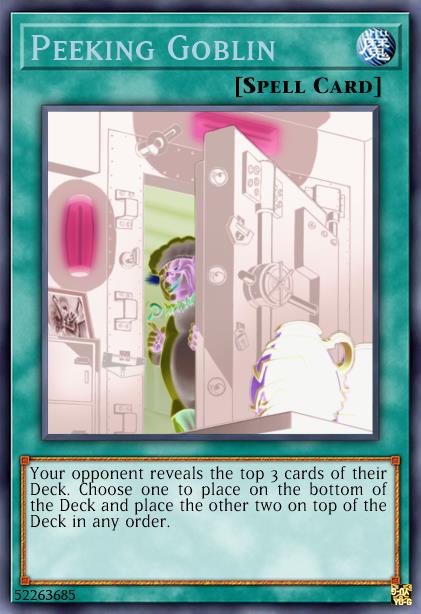 PEEKING GOBLIN
魔
[SPELL CARD]
Your opponent reveals the top 3 cards of their
Deck. Choose one to place on the bottom of
the Deck and place the other two on top of the
Deck in any order.
52263685